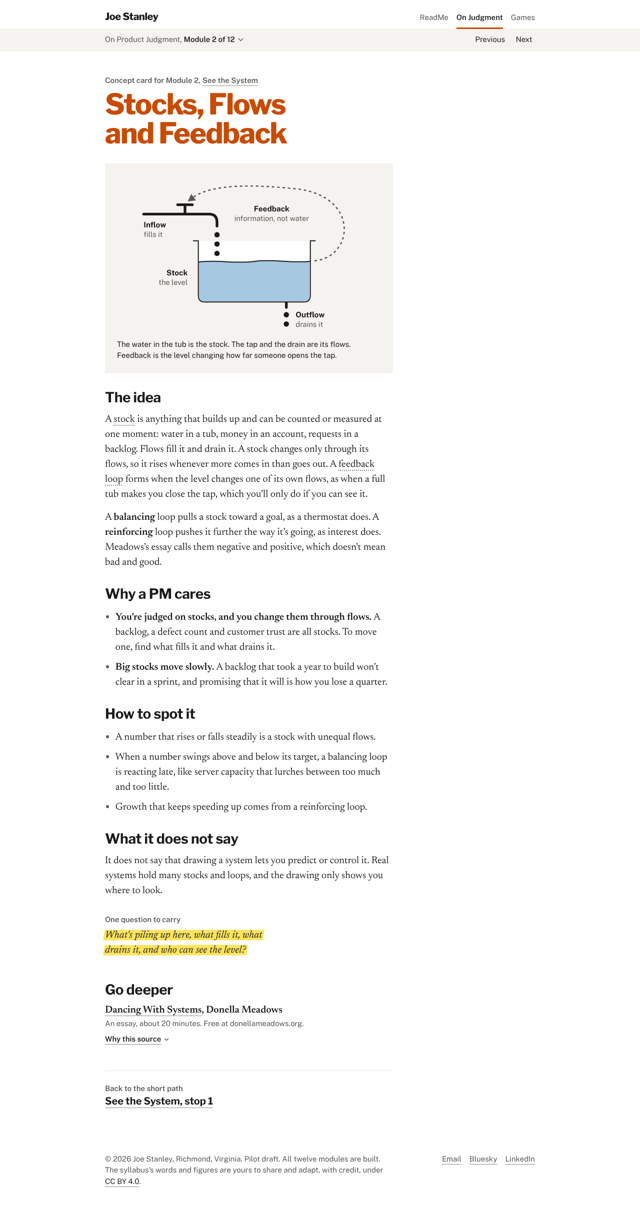 Joe Stanley
ReadMe On Judgment Games
On Product Judgment, Module 2 of 12
Previous Next
Concept card for Module 2, See the System
Stocks, Flows
and Feedback
Feedback
information, not water
Inflow
fills it
Stock
the level
Outflow
drains it
The water in the tub is the stock. The tap and the drain are its flows.
Feedback is the level changing how far someone opens the tap.
The idea
A stock is anything that builds up and can be counted or measured at
one moment: water in a tub, money in an account, requests in a
backlog. Flows fill it and drain it. A stock changes only through its
flows, so it rises whenever more comes in than goes out. A feedback
loop forms when the level changes one of its own flows, as when a full
tub makes you close the tap, which you’ll only do if you can see it.
A balancing loop pulls a stock toward a goal, as a thermostat does. A
reinforcing loop pushes it further the way it’s going, as interest does.
Meadows’s essay calls them negative and positive, which doesn’t mean
bad and good.
Why a PM cares
• You’re judged on stocks, and you change them through flows. A
backlog, a defect count and customer trust are all stocks. To move
one, find what fills it and what drains it.
• Big stocks move slowly. A backlog that took a year to build won’t
clear in a sprint, and promising that it will is how you lose a quarter.
How to spot it
• A number that rises or falls steadily is a stock with unequal flows.
• When a number swings above and below its target, a balancing loop
is reacting late, like server capacity that lurches between too much
and too little.
• Growth that keeps speeding up comes from a reinforcing loop.
What it does not say
It does not say that drawing a system lets you predict or control it. Real
systems hold many stocks and loops, and the drawing only shows you
where to look.
One question to carry
What’s piling up here, what fills it, what
drains it, and who can see the level?
Go deeper
Dancing With Systems, Donella Meadows
An essay, about 20 minutes. Free at donellameadows.org.
Why this source
Back to the short path
See the System, stop 1
© 2026 Joe Stanley, Richmond, Virginia. Pilot draft. All twelve modules are built.
The syllabus’s words and figures are yours to share and adapt, with credit, under
CC BY 4.0.
Email Bluesky LinkedIn